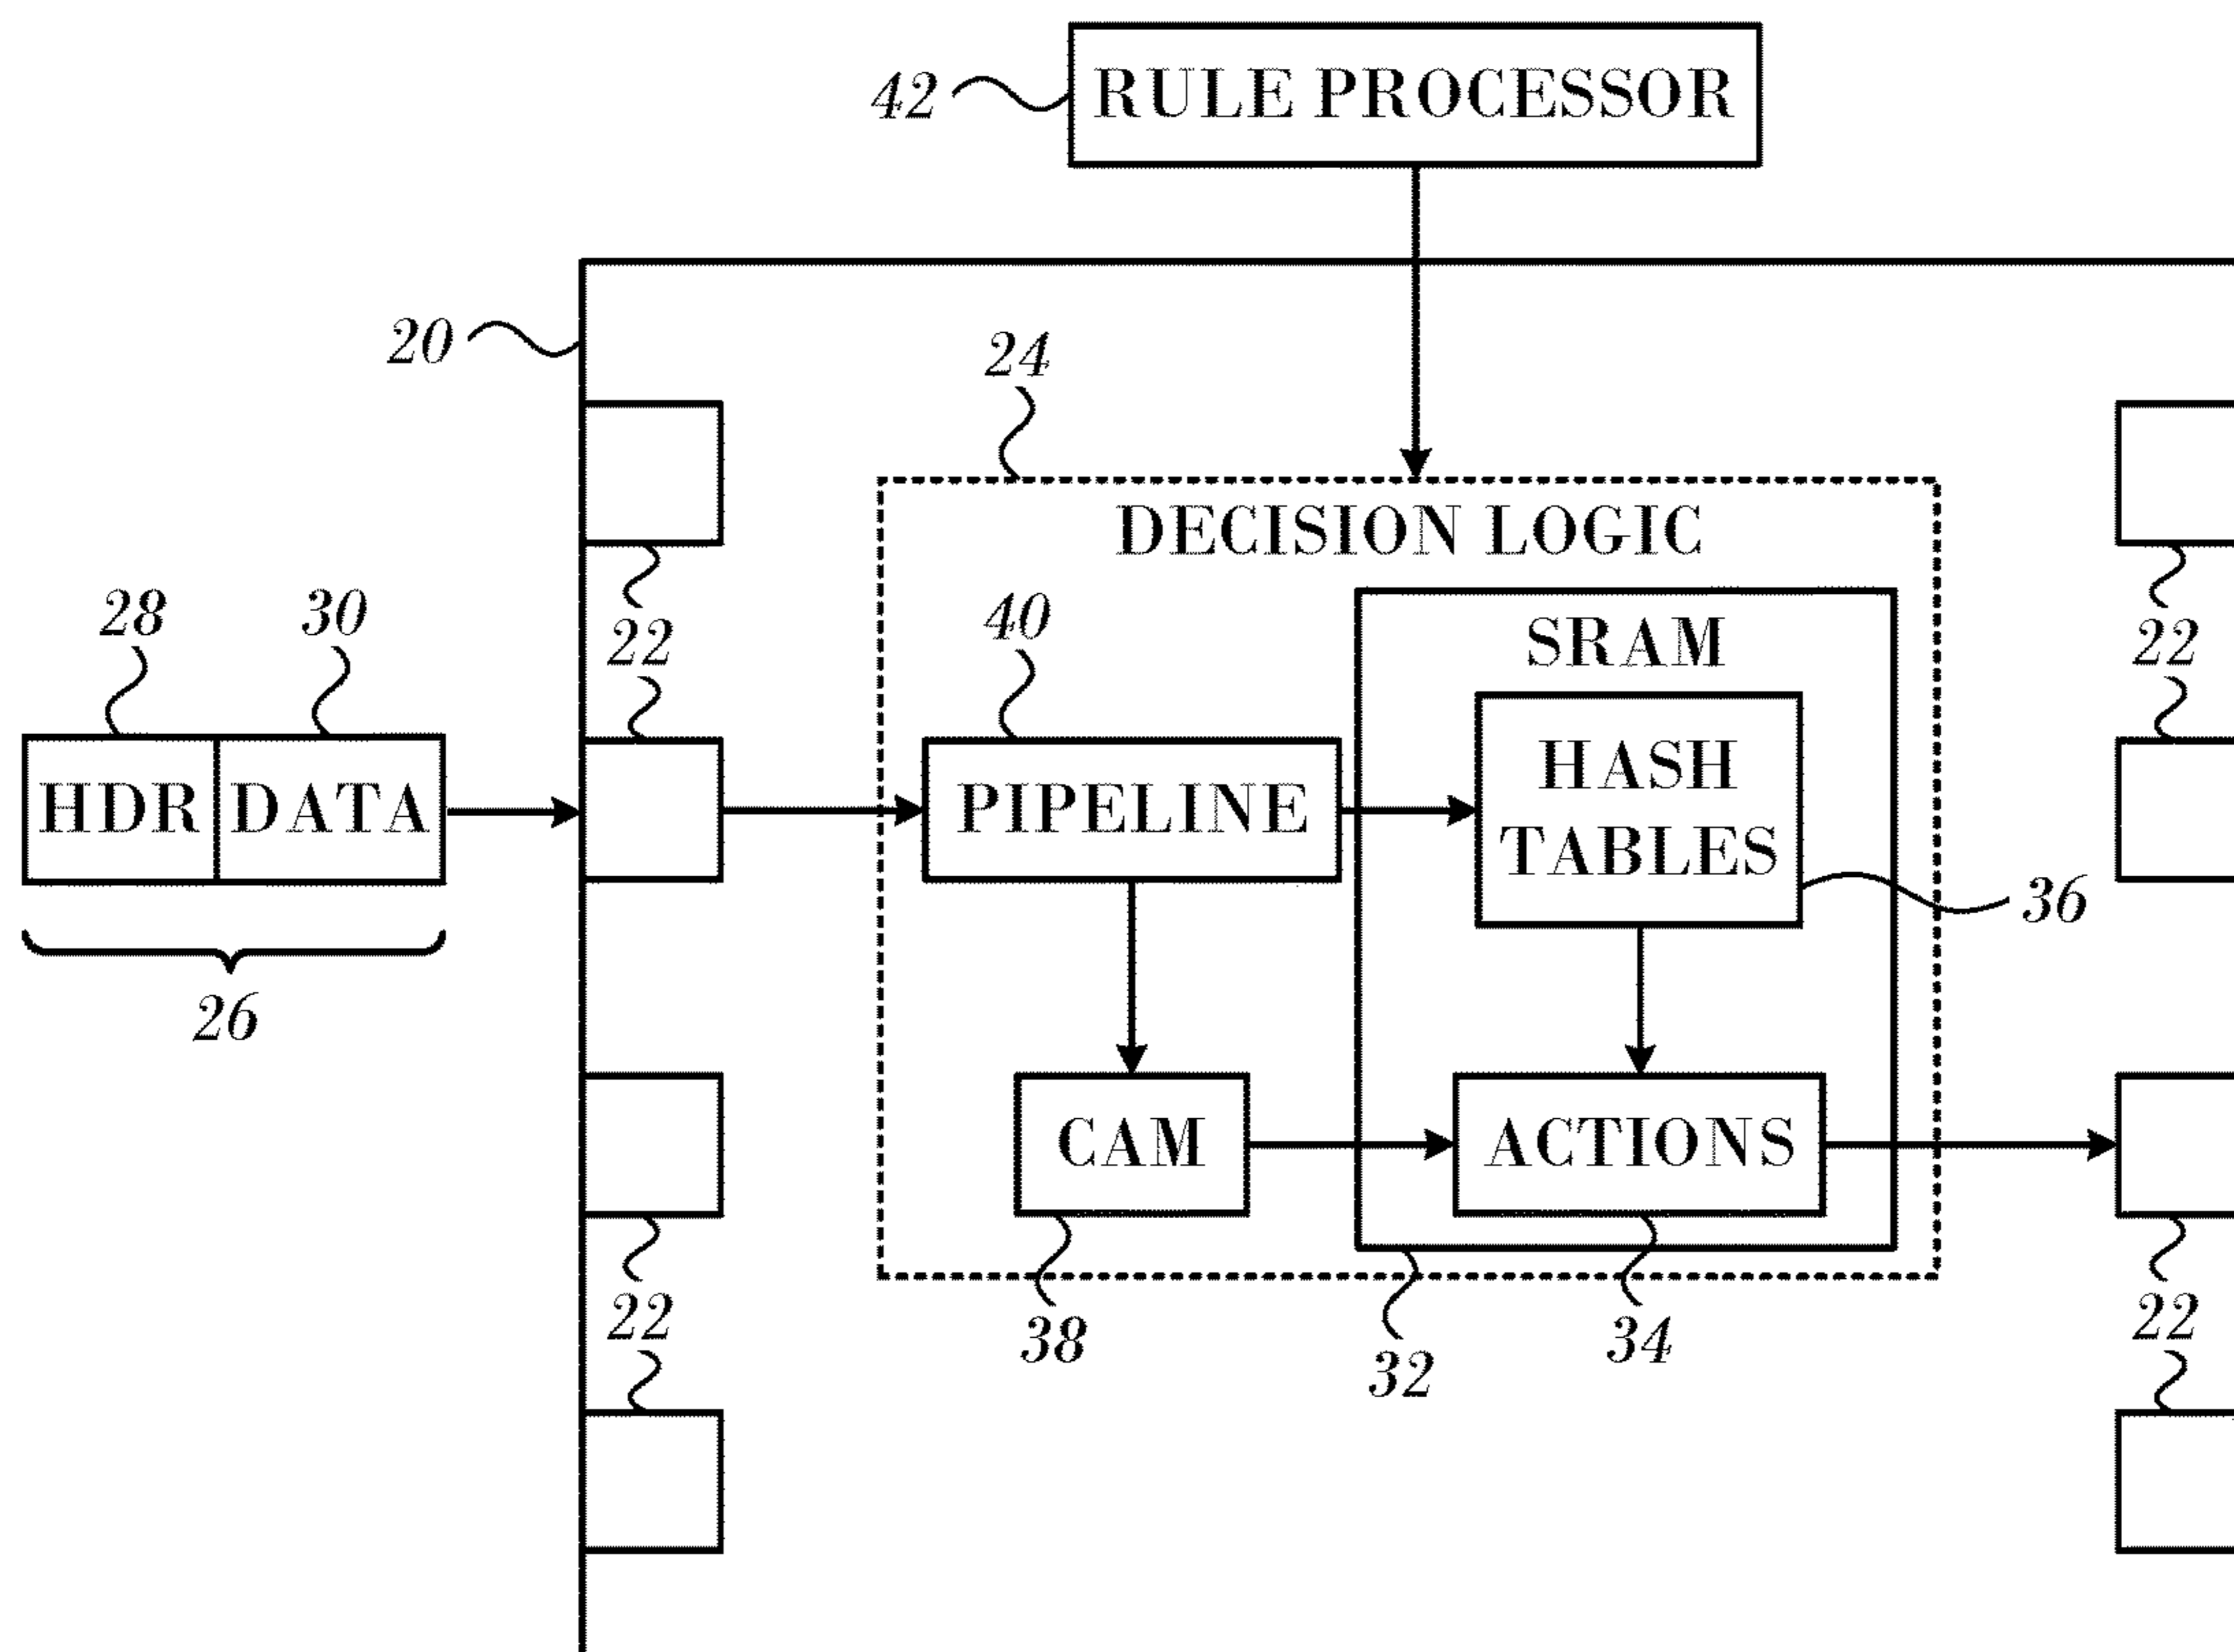 42 RULE PROCESSOR
20
24
DECISION LOGIC
28 30
22
40
SRAM
22
HDR DATA
PIPELINE
HASH
TABLES
36
26
CAM
ACTIONS
22
38
32
34
22